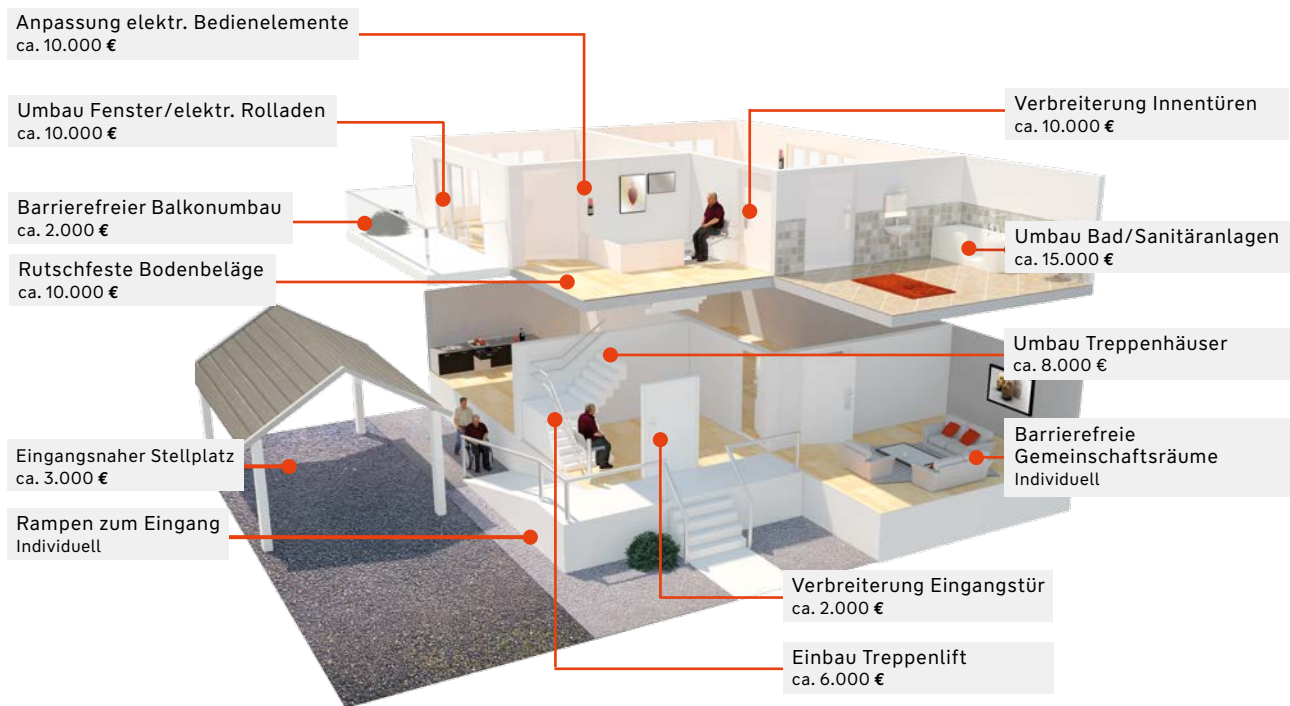 Anpassung elektr. Bedienelemente
ca. 10.000 €
Umbau Fenster/elektr. Rolladen
ca. 10.000 €
Barrierefreier Balkonumbau
ca. 2.000 €
Rutschfeste Bodenbeläge
ca. 10.000 €
Eingangsnaher Stellplatz
ca. 3.000 €
Rampen zum Eingang
Individuell
Verbreiterung Innentüren
ca. 10.000 €
Umbau Bad/Sanitäranlagen
ca. 15.000 €
Umbau Treppenhäuser
ca. 8.000 €
Barrierefreie
Gemeinschaftsräume
Individuell
Verbreiterung Eingangstür
ca. 2.000 €
Einbau Treppenlift
ca. 6.000 €